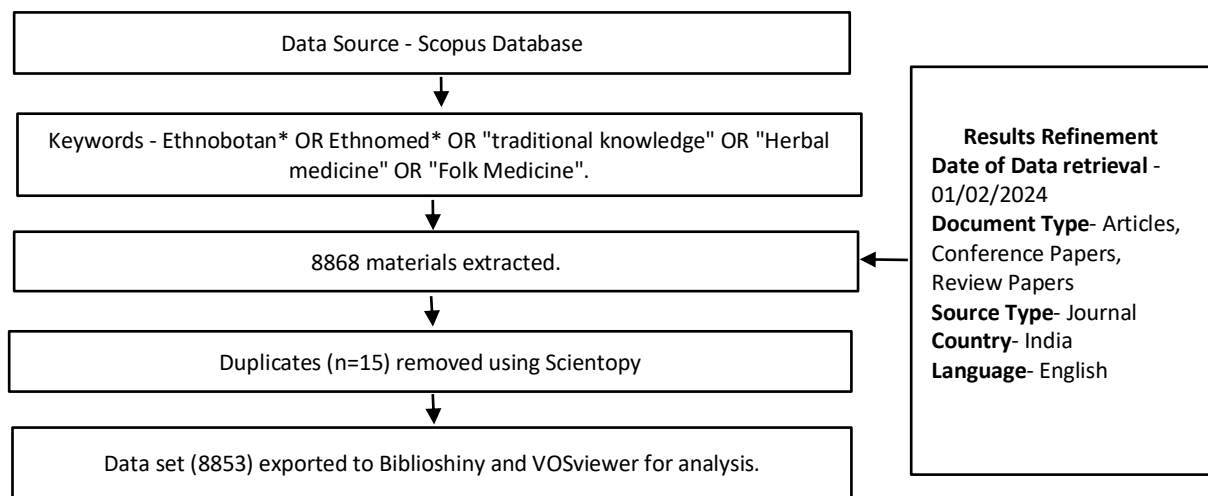 Data Source - Scopus Database
Keywords - Ethnobotan* OR Ethnomed* OR "traditional knowledge" OR "Herbal
medicine" OR "Folk Medicine".
8868 materials extracted.
Duplicates (n=15) removed using Scientopy
Data set (8853) exported to Biblioshiny and VOSviewer for analysis.
Results Refinement
Date of Data retrieval -
01/02/2024
Document Type- Articles,
Conference Papers,
Review Papers
Source Type- Journal
Country- India
Language- English